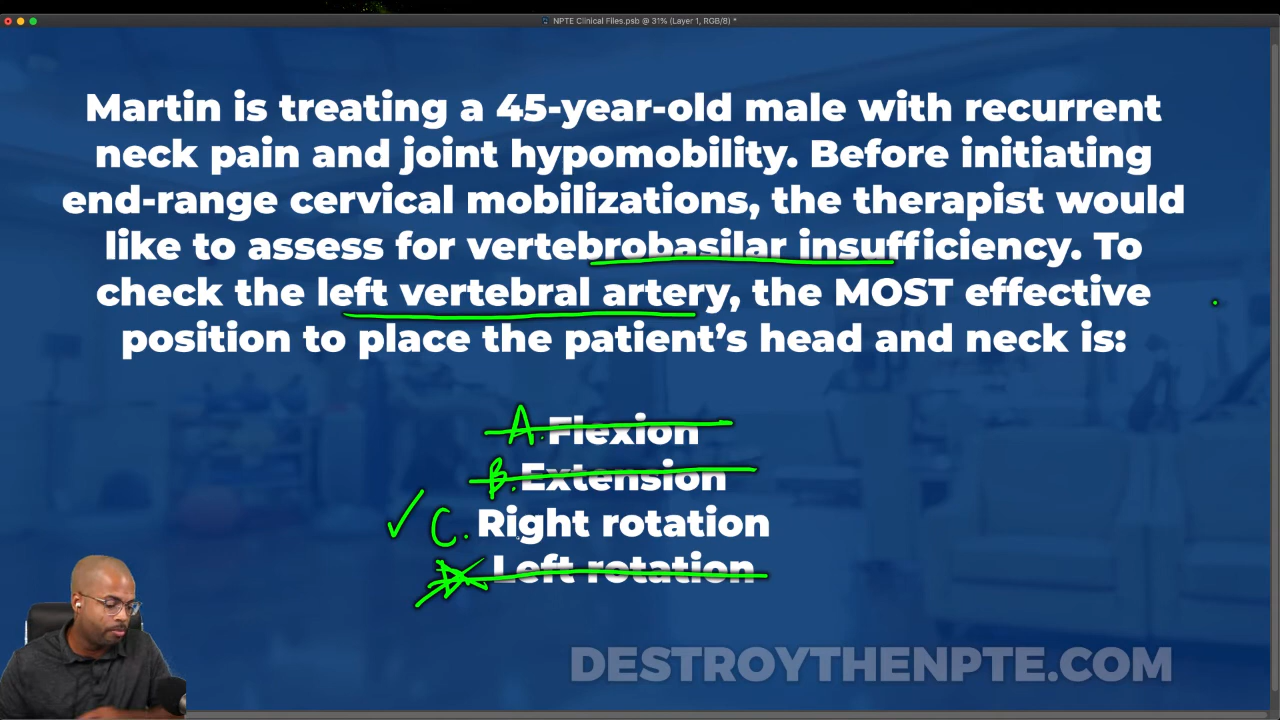 NPTE Clinical Files.psb @ 31% (Layer 1, RGB/8) *
Martin is treating a 45-year-old male with recurrent
neck pain and joint hypomobility. Before initiating
end-range cervical mobilizations, the therapist would
like to assess for vertebrobasilar insufficiency. To
check the left vertebral artery, the MOST effective
position to place the patient’s head and neck is:
A. Flexion
B. Extension
C. Right rotation
Left rotation
DESTROYTHENPTE.COM